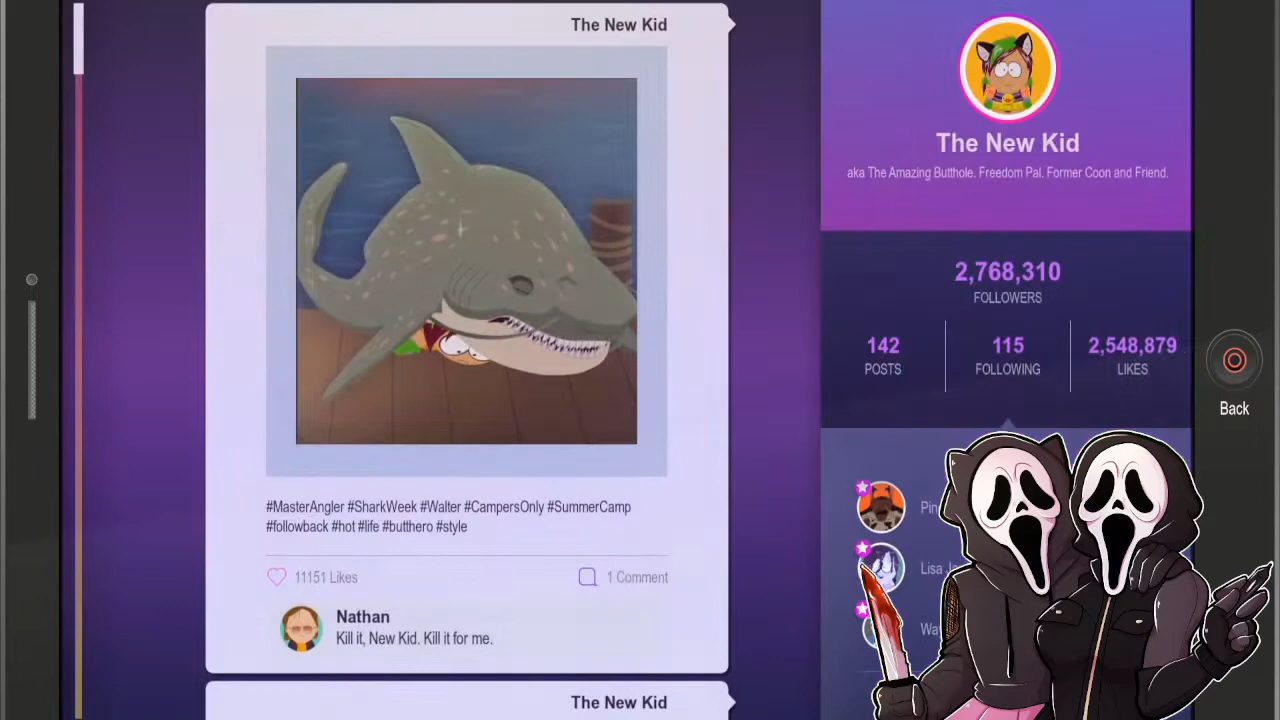 The New Kid
#MasterAngler #SharkWeek #Walter #CampersOnly #SummerCamp
#followback #hot #life #butthero #style
11151 Likes
1 Comment
Nathan
Kill it, New Kid. Kill it for me.
The New Kid
The New Kid
aka The Amazing Butthole. Freedom Pal. Former Coon and Friend.
2,768,310
FOLLOWERS
142
POSTS
115
FOLLOWING
2,548,879
LIKES
Lisa
Back